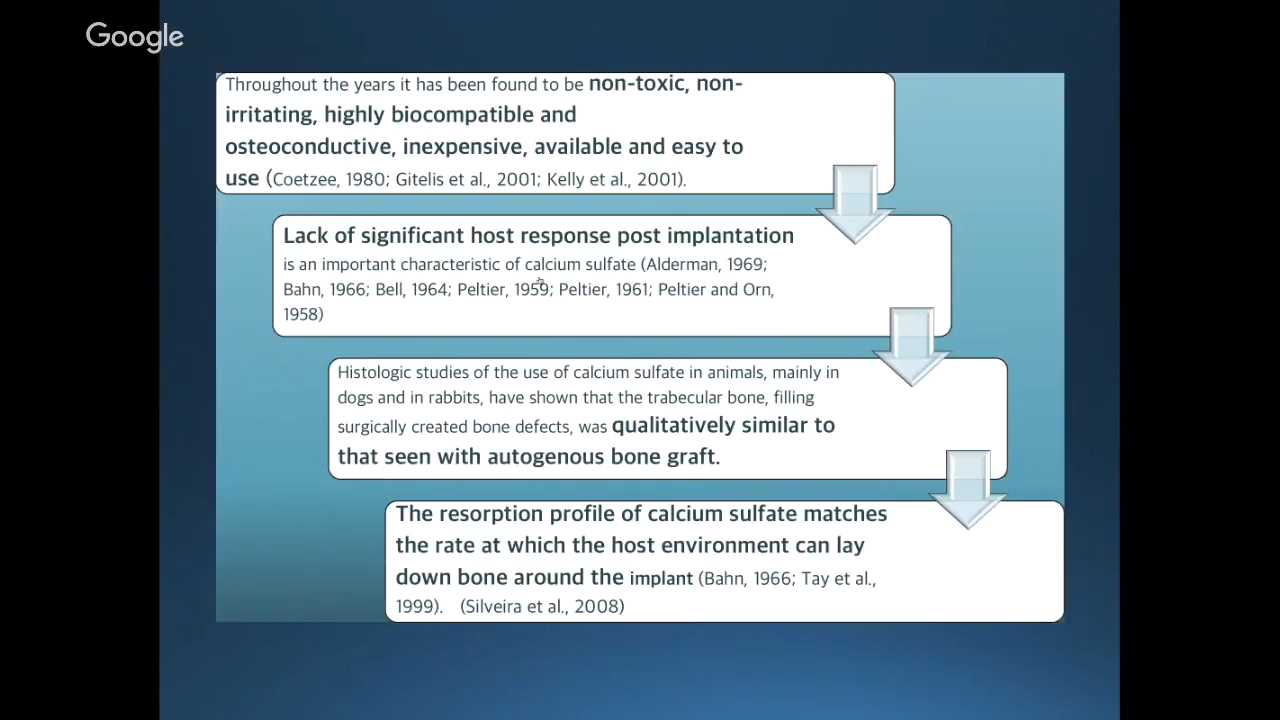 Google
Throughout the years it has been found to be non-toxic, non-
irritating, highly biocompatible and
osteoconductive, inexpensive, available and easy to
use (Coetzee, 1980; Gitelis et al., 2001; Kelly et al., 2001).
Lack of significant host response post implantation
is an important characteristic of calcium sulfate (Alderman, 1969;
Bahn, 1966; Bell, 1964; Peltier, 1959; Peltier, 1961; Peltier and Orn,
1958)
Histologic studies of the use of calcium sulfate in animals, mainly in
dogs and in rabbits, have shown that the trabecular bone, filling
surgically created bone defects, was qualitatively similar to
that seen with autogenous bone graft.
The resorption profile of calcium sulfate matches
the rate at which the host environment can lay
down bone around the implant (Bahn, 1966; Tay et al.,
1999). (Silveira et al., 2008)